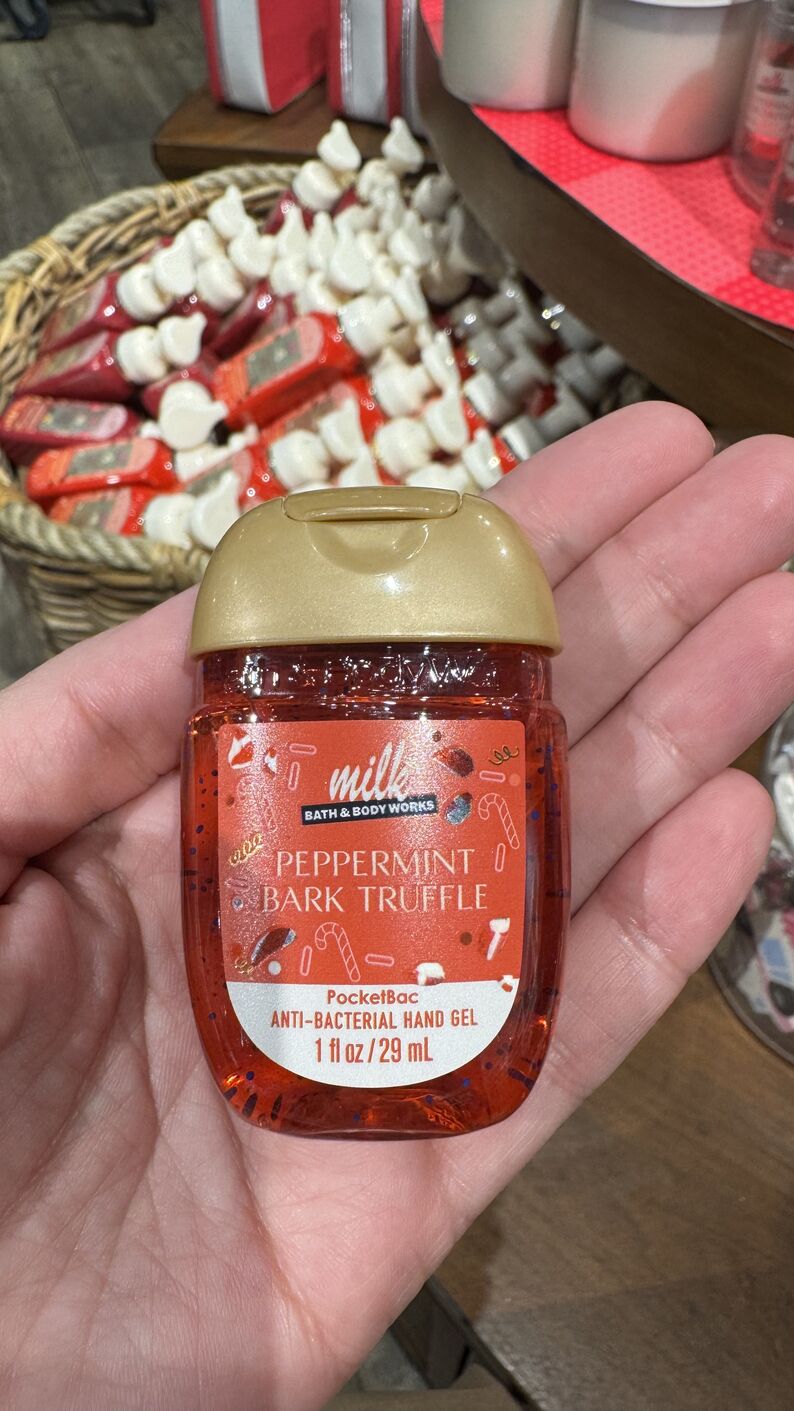 milk
BATH & BODY WORKS
PEPPERMINT
BARK TRUFFLE
PocketBac
ANTI-BACTERIAL HAND GEL
1 fl oz / 29 mL